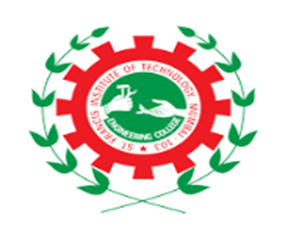 ST. FRANCIS INSTITUTE OF TECHNOLOGY, MUMBAI - 103
ENGINEERING COLLEGE